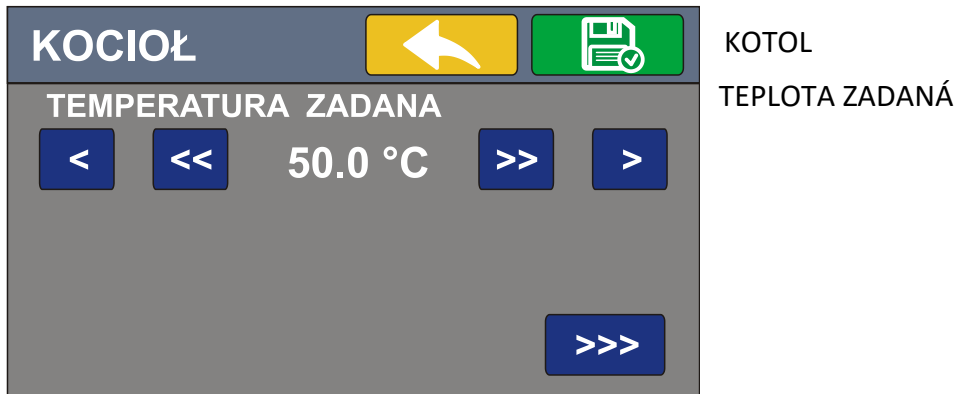 KOCIOŁ
KOTOL
TEMPERATURA ZADANA
TEPLOTA ZADANÁ
< << 50.0 °C >> >
>>>